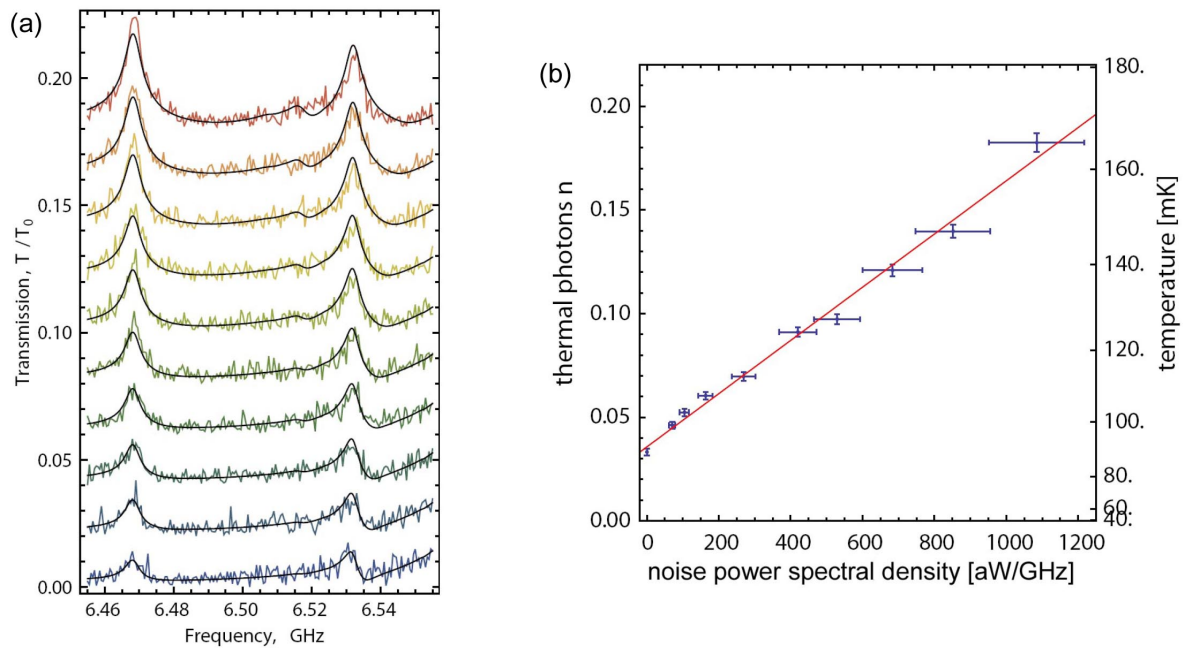 (a)
0.20
0.15
0.10
0.05
0.00
Transmission, T / T0
6.46 6.48 6.50 6.52 6.54
Frequency, GHz
(b)
0.20
0.15
0.10
0.05
0.00
thermal photons n
0 200 400 600 800 1000 1200
noise power spectral density [aW/GHz]
180.
160.
140.
120.
100.
80.
60.
40.
temperature [mK]